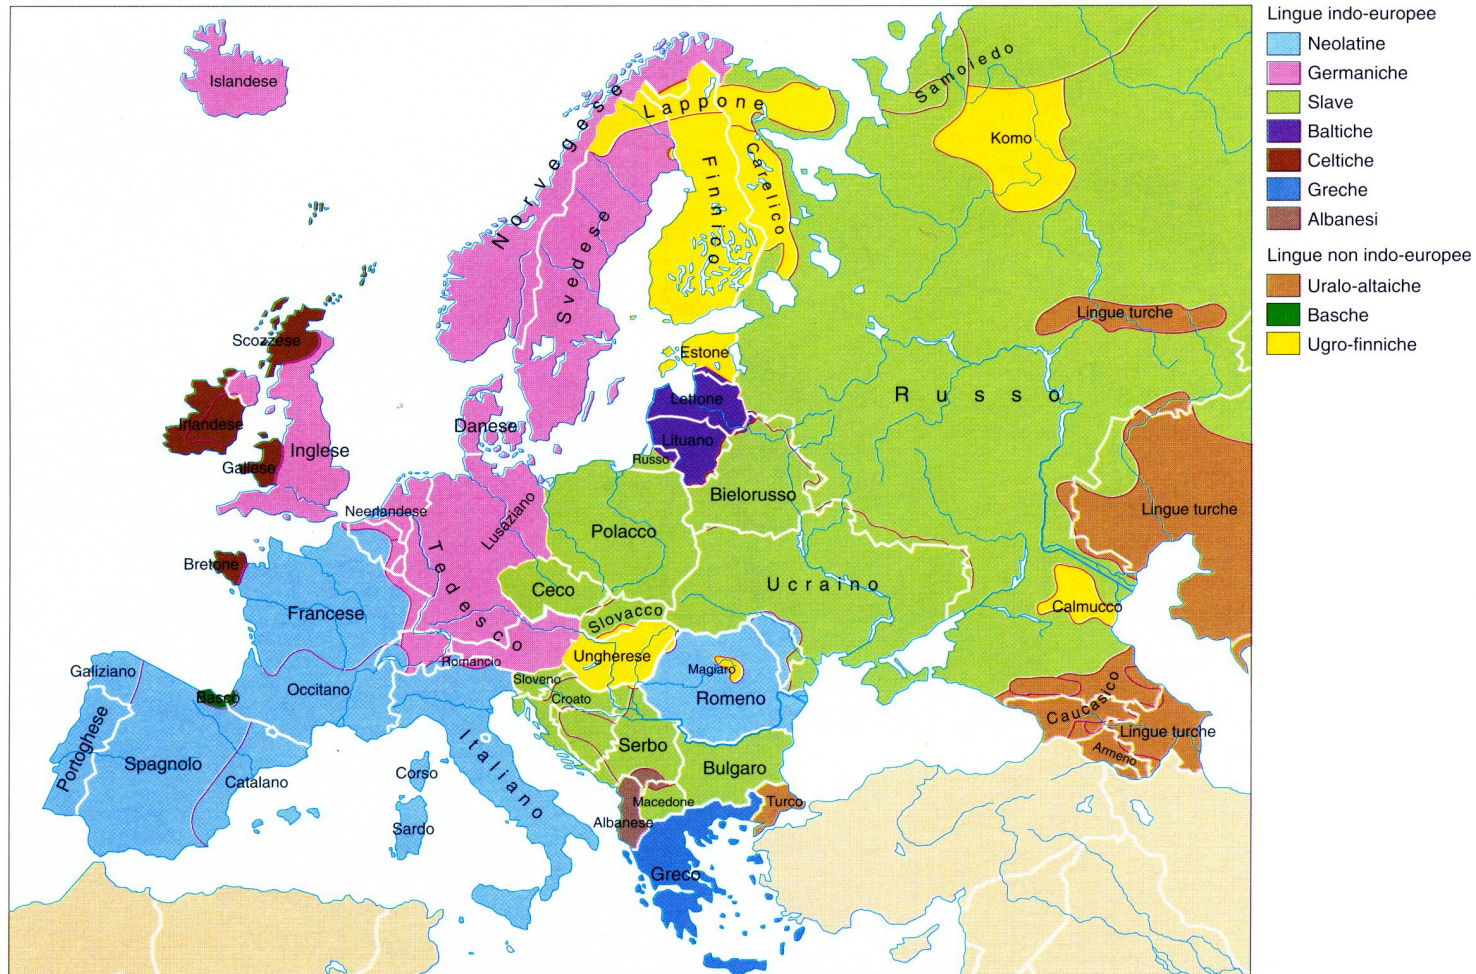 Lingue indo-europee
Neolatine
Germaniche
Slave
Baltiche
Celtiche
Greche
Albanesi
Lingue non indo-europee
Uralo-altaiche
Basche
Ugro-finniche
Islandese
Samoiedo
Lappone
Komo
Norvegese
Svedese
Finnico
Carelico
Scozzese
Lingue turche
Estone
Russo
Lettone
Irlandese
Danese
Lituano
Inglese
Gallese
Russo
Bielorusso
Neerlandese
Lusaziano
Polacco
Lingue turche
Bretone
Tedesco
Ceco
Ucraino
Francese
Slovacco
Calmucco
Ungherese
Romancio
Galiziano
Magiaro
Sloveno
Occitano
Basco
Croato
Romeno
Caucasico
Portoghese
Lingue turche
Serbo
Armeno
Spagnolo
Italiano
Bulgaro
Corso
Catalano
Macedone
Turco
Albanese
Sardo
Greco